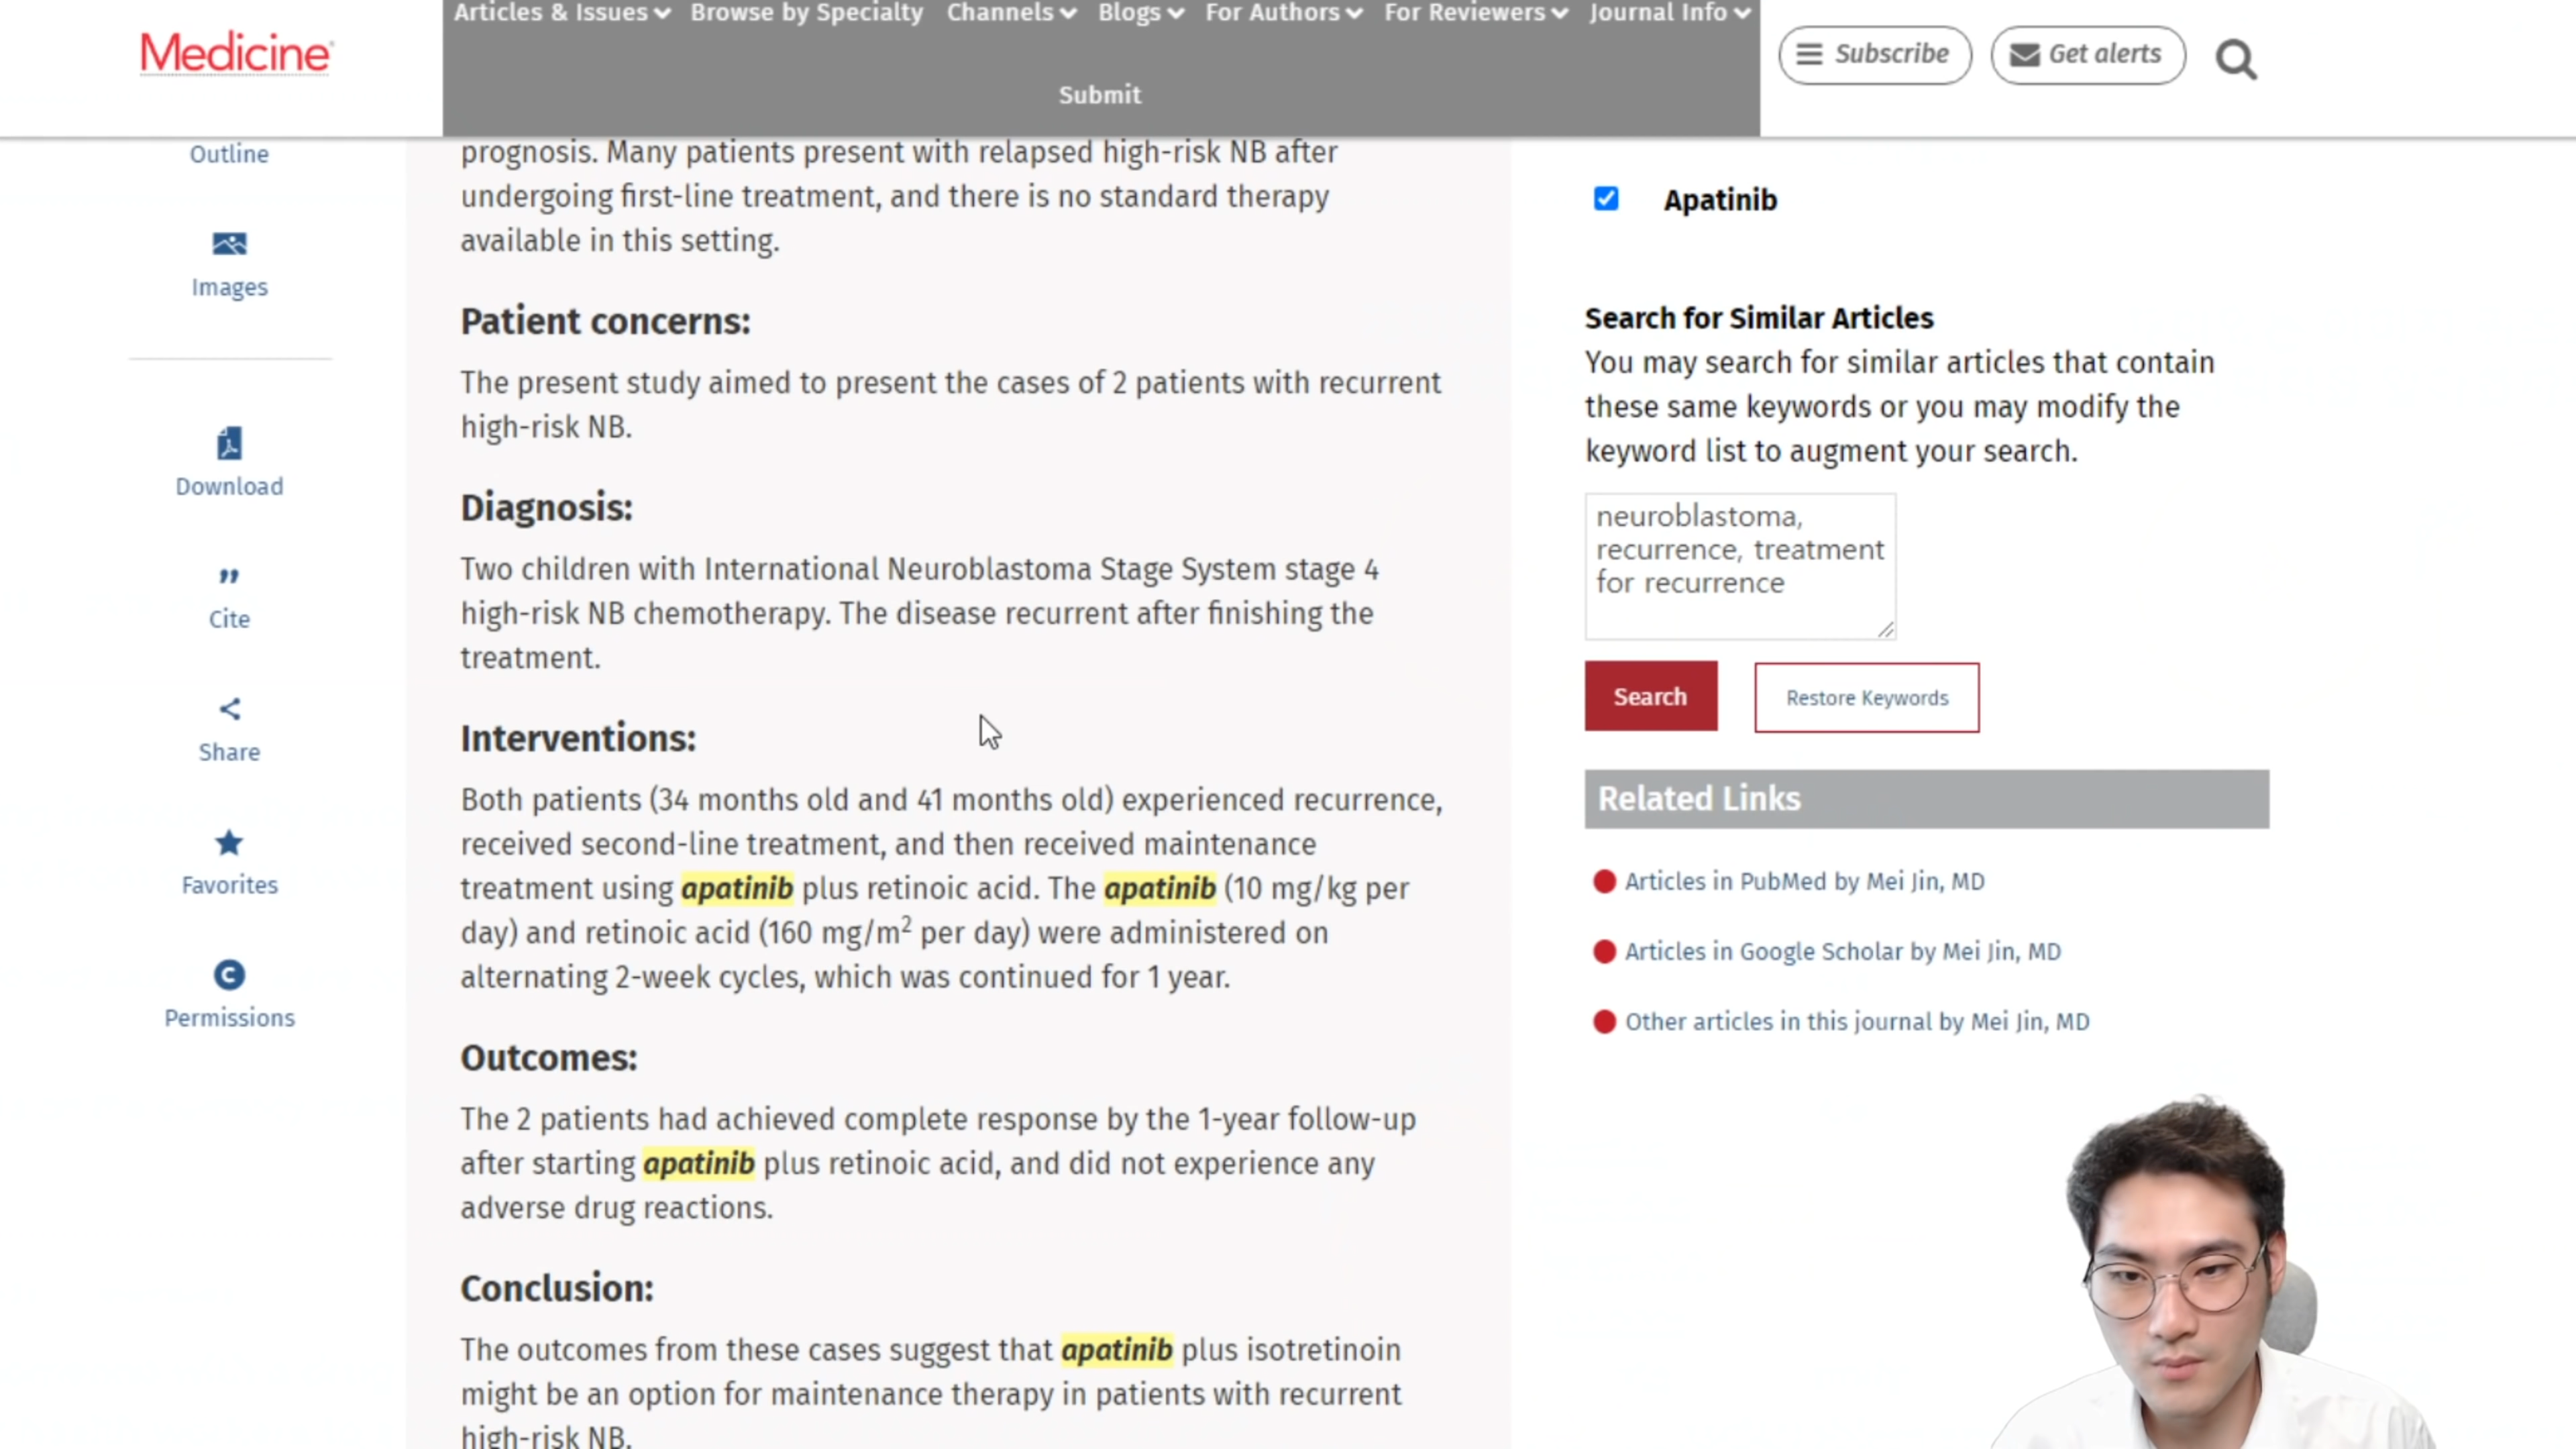 Medicine
Articles & Issues
Browse by Specialty
Channels
Blogs
For Authors
For Reviewers
Journal Info
Submit
Subscribe
Get alerts
Outline
Images
Download
Cite
Share
Favorites
Permissions
prognosis. Many patients present with relapsed high-risk NB after
undergoing first-line treatment, and there is no standard therapy
available in this setting.
Patient concerns:
The present study aimed to present the cases of 2 patients with recurrent
high-risk NB.
Diagnosis:
Two children with International Neuroblastoma Stage System stage 4
high-risk NB chemotherapy. The disease recurrent after finishing the
treatment.
Interventions:
Both patients (34 months old and 41 months old) experienced recurrence,
received second-line treatment, and then received maintenance
treatment using apatinib plus retinoic acid. The apatinib (10 mg/kg per
day) and retinoic acid (160 mg/m² per day) were administered on
alternating 2-week cycles, which was continued for 1 year.
Outcomes:
The 2 patients had achieved complete response by the 1-year follow-up
after starting apatinib plus retinoic acid, and did not experience any
adverse drug reactions.
Conclusion:
The outcomes from these cases suggest that apatinib plus isotretinoin
might be an option for maintenance therapy in patients with recurrent
high-risk NB.
Apatinib
Search for Similar Articles
You may search for similar articles that contain
these same keywords or you may modify the
keyword list to augment your search.
neuroblastoma,
recurrence, treatment
for recurrence
Search
Restore Keywords
Related Links
Articles in PubMed by Mei Jin, MD
Articles in Google Scholar by Mei Jin, MD
Other articles in this journal by Mei Jin, MD